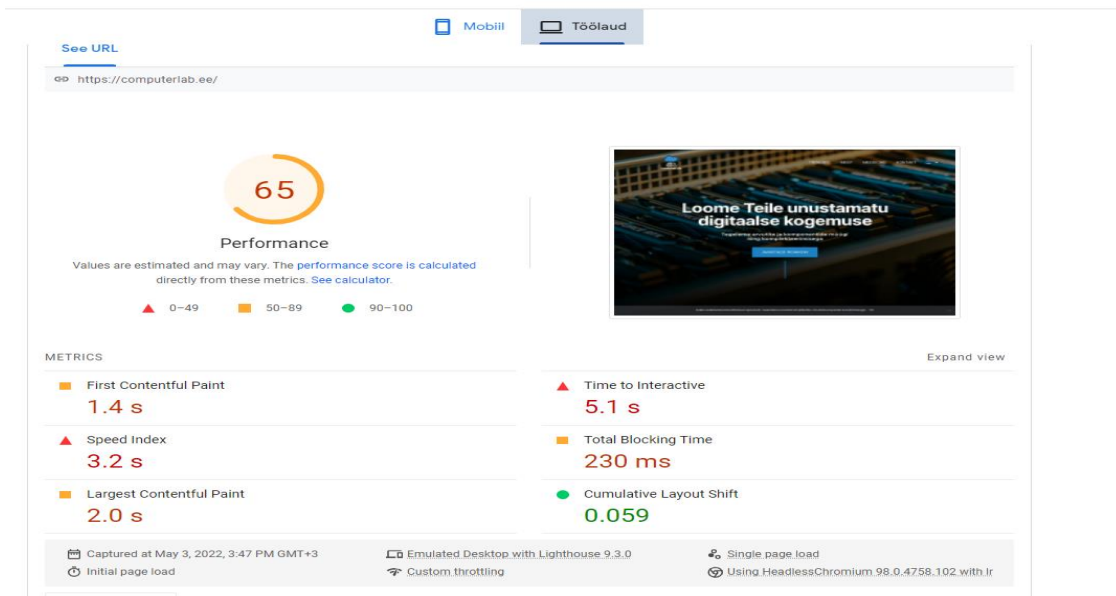 Mobiil
Töölaud
See URL
https://computerlab.ee/
65
Performance
Values are estimated and may vary. The performance score is calculated
directly from these metrics. See calculator.
0–49
50–89
90–100
Loome Teile unustamatu
digitaalse kogemuse
METRICS
Expand view
First Contentful Paint
1.4 s
Time to Interactive
5.1 s
Speed Index
3.2 s
Total Blocking Time
230 ms
Largest Contentful Paint
2.0 s
Cumulative Layout Shift
0.059
Captured at May 3, 2022, 3:47 PM GMT+3
Emulated Desktop with Lighthouse 9.3.0
Single page load
Initial page load
Custom throttling
Using HeadlessChromium 98.0.4758.102 with lr